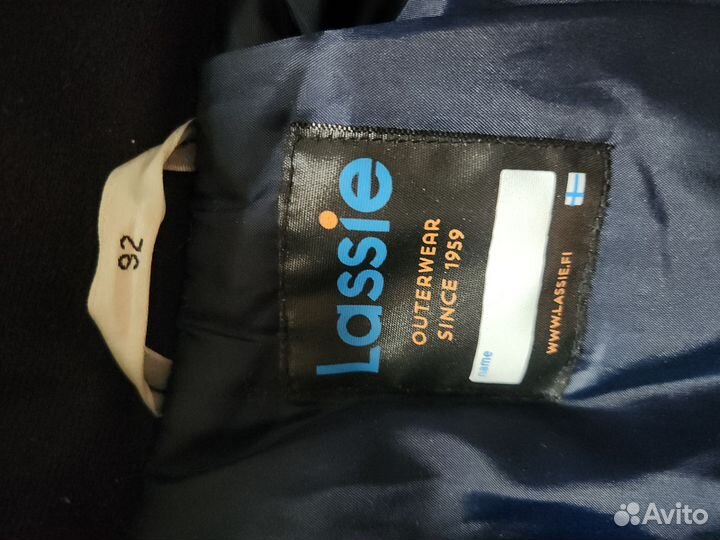 92
Lassie
OUTERWEAR
SINCE 1959
name
WWW.LASSIE.FI
Avito